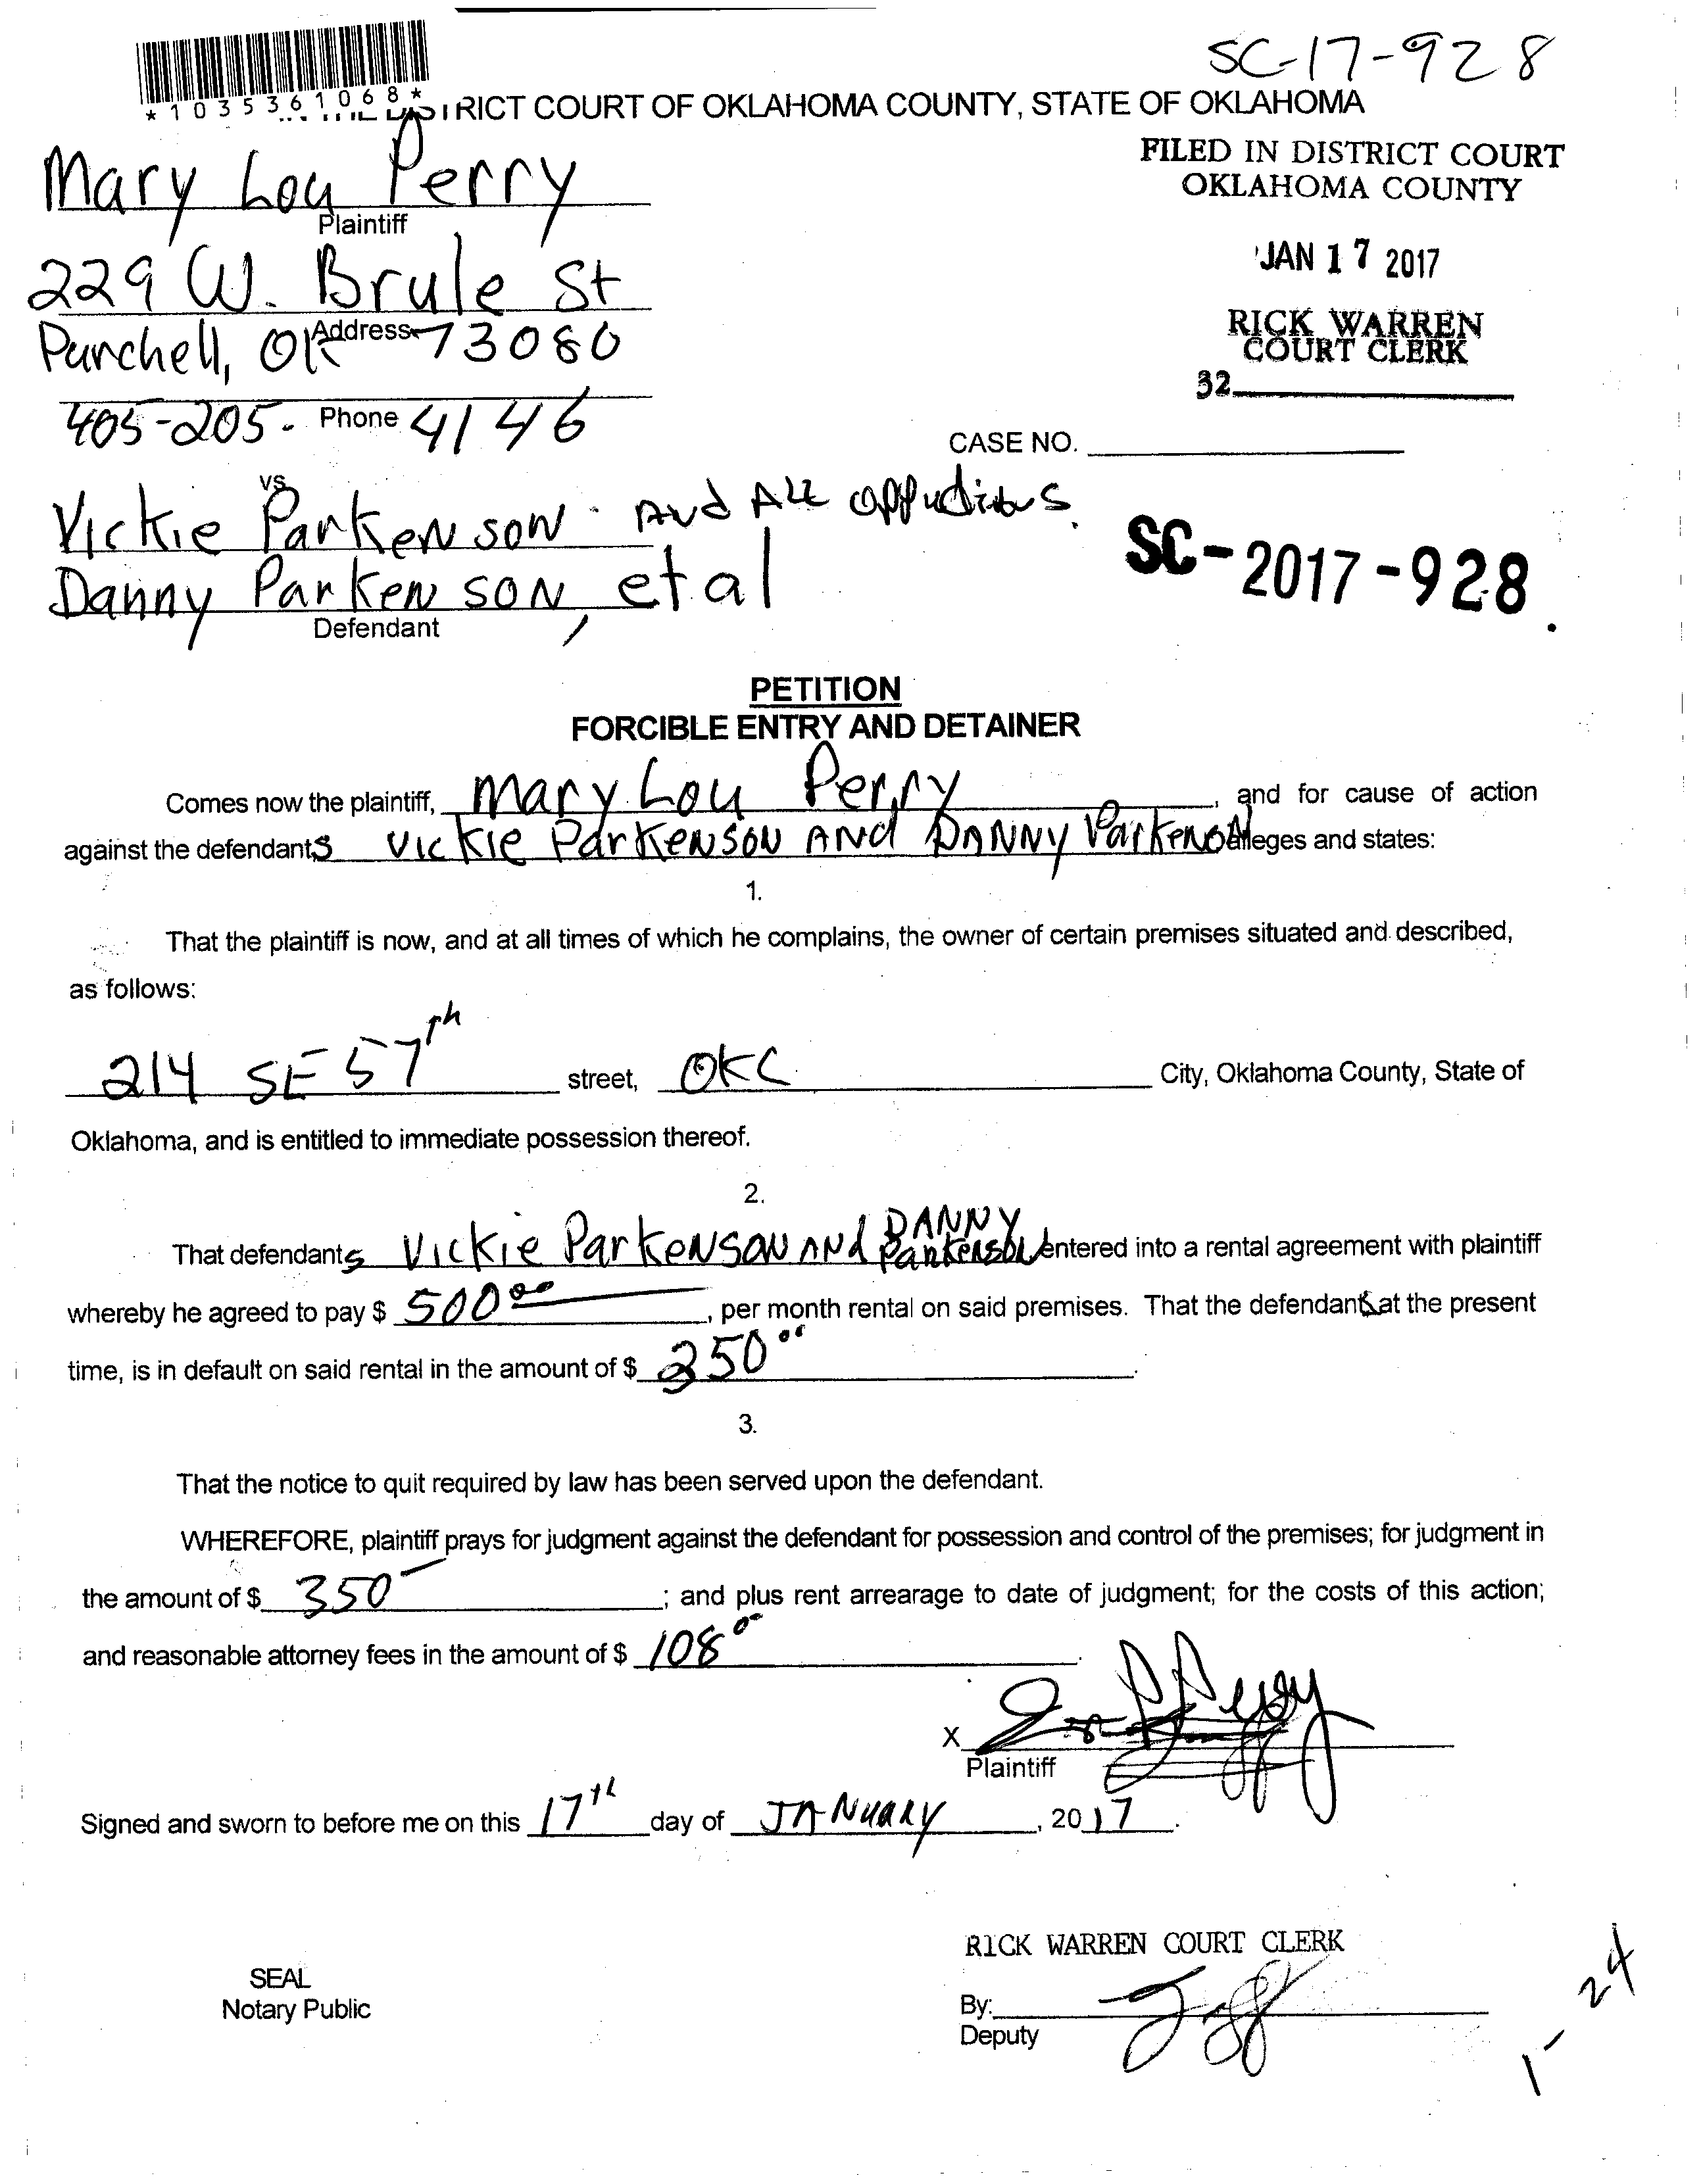 SC-17-928
*1035361068*
DISTRICT COURT OF OKLAHOMA COUNTY, STATE OF OKLAHOMA
FILED IN DISTRICT COURT
OKLAHOMA COUNTY
Mary Lou Perry
Plaintiff
JAN 17 2017
229 W. Brule St
Address
Purchell, OK 73080
RICK WARREN
COURT CLERK
32
405-205-4146
Phone
CASE NO.
vs
Vickie Parkenson And All
Danny Parkenson, et al
Defendant
SC-2017-928
PETITION
FORCIBLE ENTRY AND DETAINER
Comes now the plaintiff, Mary Lou Perry, and for cause of action
against the defendants Vickie Parkenson AND DANNY Parkenon alleges and states:
1.
That the plaintiff is now, and at all times of which he complains, the owner of certain premises situated and described,
as follows:
214 SE 57th street, OKC City, Oklahoma County, State of
Oklahoma, and is entitled to immediate possession thereof.
2.
That defendants Vickie Parkenson AND DANNY Parkenson entered into a rental agreement with plaintiff
whereby he agreed to pay $ 500.00, per month rental on said premises. That the defendants at the present
time, is in default on said rental in the amount of $ 350.00.
3.
That the notice to quit required by law has been served upon the defendant.
WHEREFORE, plaintiff prays for judgment against the defendant for possession and control of the premises; for judgment in
the amount of $ 350-; and plus rent arrearage to date of judgment; for the costs of this action;
and reasonable attorney fees in the amount of $ 108.00.
X
Plaintiff
Signed and sworn to before me on this 17th day of JANUARY, 2017.
RICK WARREN COURT CLERK
SEAL
Notary Public
By:
Deputy
1-24